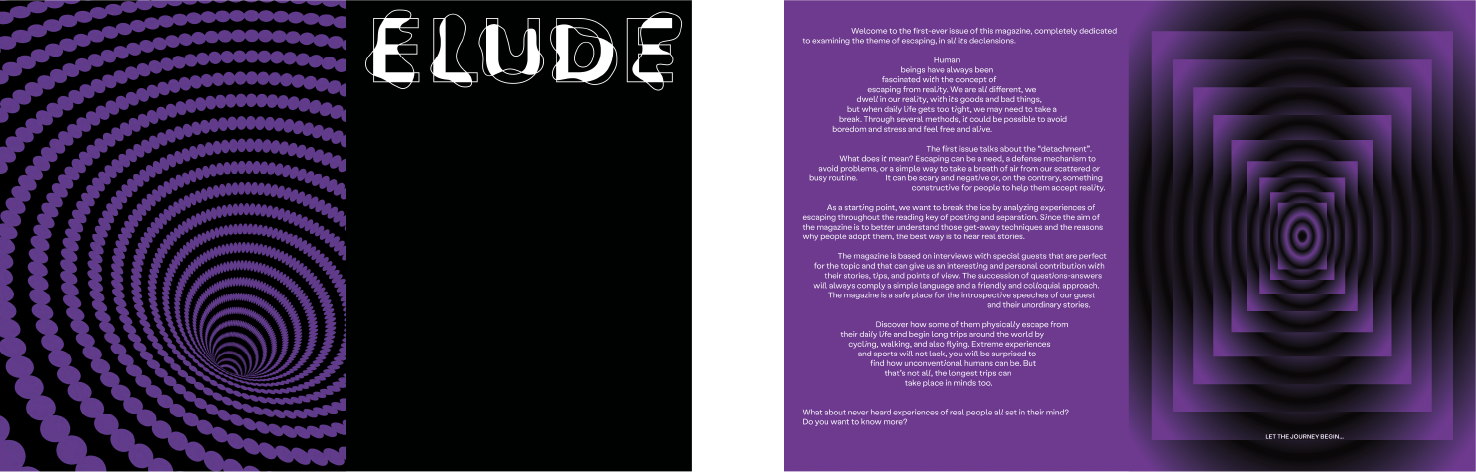 ELUDE
Welcome to the first-ever issue of this magazine, completely dedicated
to examining the theme of escaping, in all its declensions.
Human
beings have always been
fascinated with the concept of
escaping from reality. We are all different, we
dwell in our reality, with its goods and bad things,
but when daily life gets too tight, we may need to take a
break. Through several methods, it could be possible to avoid
boredom and stress and feel free and alive.
The first issue talks about the "detachment".
What does it mean? Escaping can be a need, a defense mechanism to
avoid problems, or a simple way to take a breath of air from our scattered or
busy routine. It can be scary and negative or, on the contrary, something
constructive for people to help them accept reality.
As a starting point, we want to break the ice by analyzing experiences of
escaping throughout the reading key of posting and separation. Since the aim of
the magazine is to better understand those get-away techniques and the reasons
why people adopt them, the best way is to hear real stories.
The magazine is based on interviews with special guests that are perfect
for the topic and that can give us an interesting and personal contribution with
their stories, tips, and points of view. The succession of questions-answers
will always comply a simple language and a friendly and colloquial approach.
The magazine is a safe place for the introspective speeches of our guest
and their unordinary stories.
Discover how some of them physically escape from
their daily life and begin long trips around the world by
cycling, walking, and also flying. Extreme experiences
and sports will not lack, you will be surprised to
find how unconventional humans can be. But
that's not all, the longest trips can
take place in minds too.
What about never heard experiences of real people all set in their mind?
Do you want to know more?
LET THE JOURNEY BEGIN...